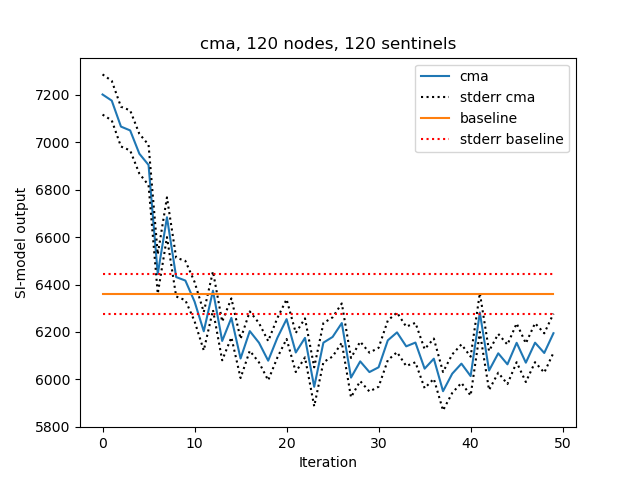 cma, 120 nodes, 120 sentinels
cma
stderr cma
baseline
stderr baseline
SI-model output
7200
7000
6800
6600
6400
6200
6000
5800
0
10
20
30
40
50
Iteration